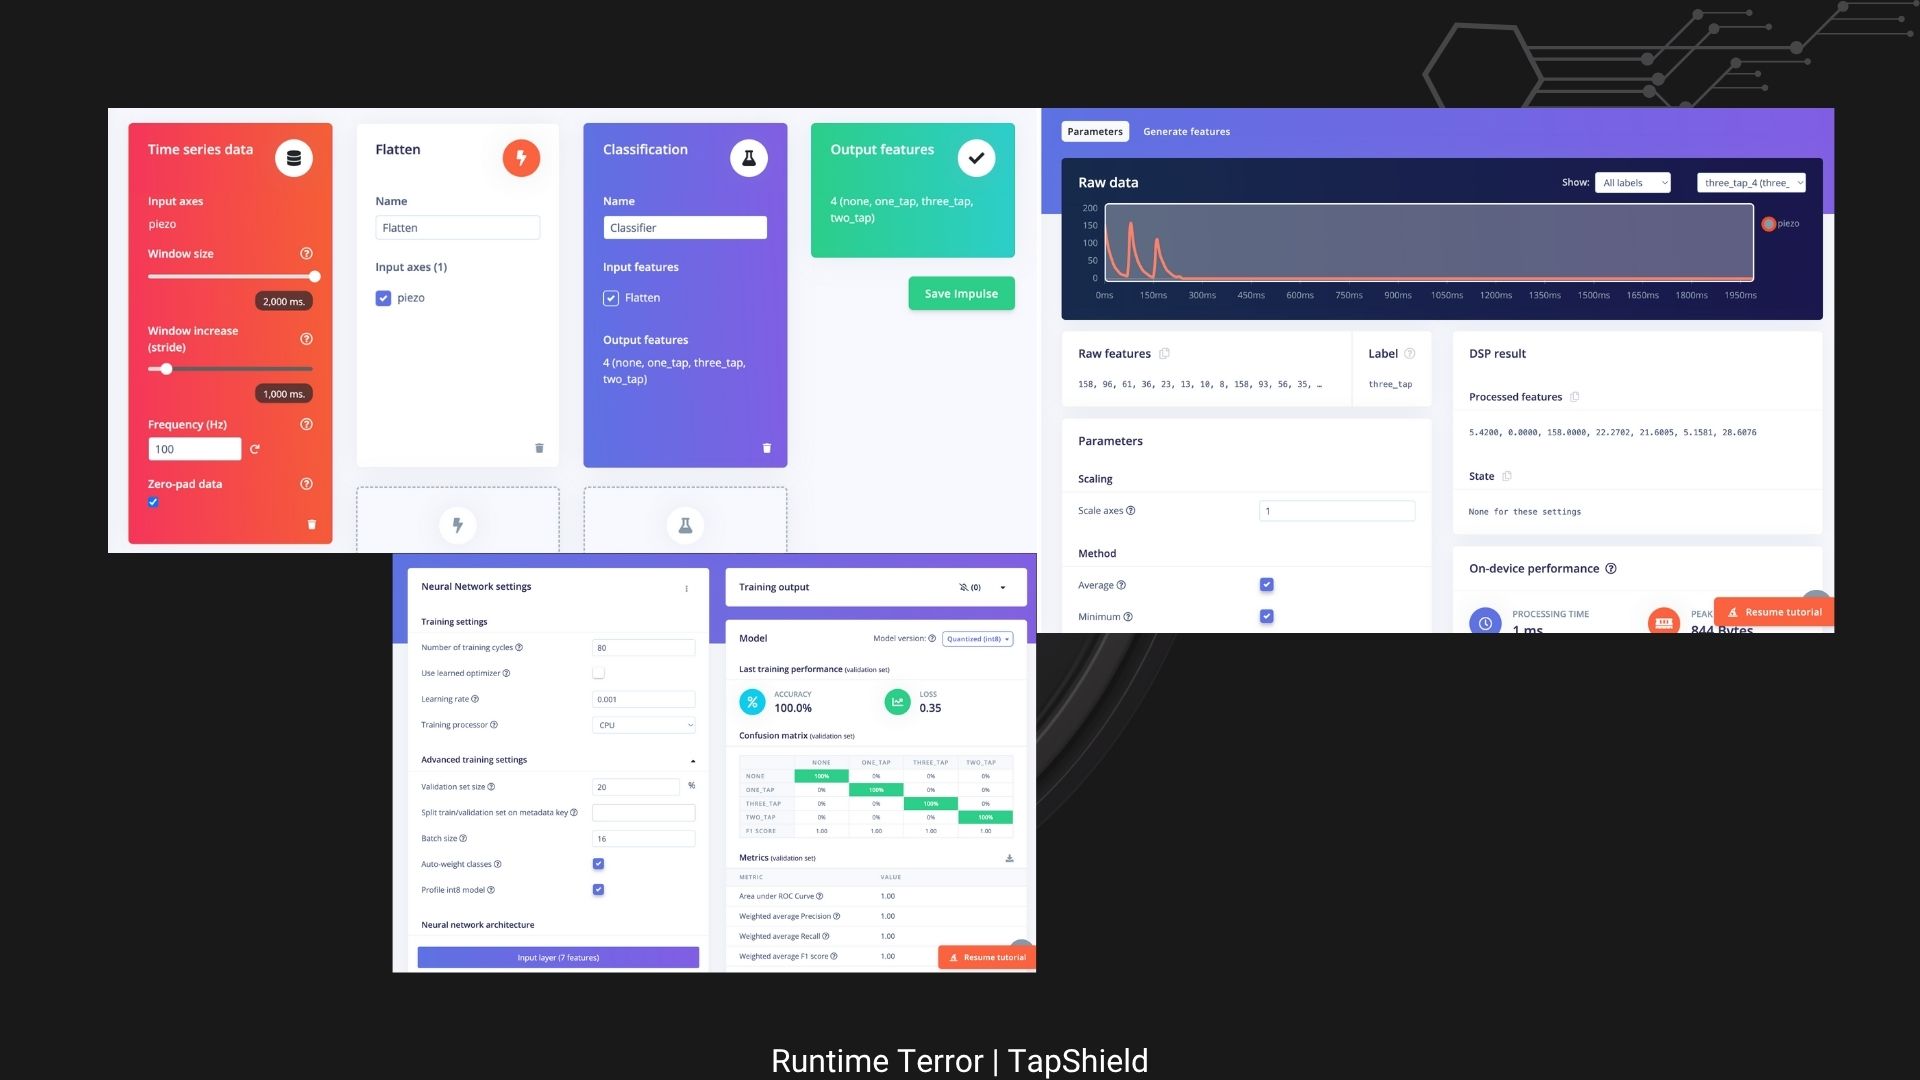 Time series data
Input axes
piezo
Window size
2,000 ms.
Window increase
(stride)
1,000 ms.
Frequency (Hz)
100
Zero-pad data
Flatten
Name
Flatten
Input axes (1)
piezo
Classification
Name
Classifier
Input features
Flatten
Output features
4 (none, one_tap, three_tap,
two_tap)
Output features
4 (none, one_tap, three_tap,
two_tap)
Save Impulse
Parameters Generate features
Raw data
Show: All labels three_tap_4 (three_
200
150
100
50
0
piezo
0ms 150ms 300ms 450ms 600ms 750ms 900ms 1050ms 1200ms 1350ms 1500ms 1650ms 1800ms 1950ms
Raw features
158, 96, 61, 36, 23, 13, 10, 8, 158, 93, 56, 35, …
Label
three_tap
Parameters
Scaling
Scale axes 1
Method
Average
Minimum
DSP result
Processed features
5.4200, 0.0000, 158.0000, 22.2702, 21.6005, 5.1581, 28.6076
State
None for these settings
On-device performance
PROCESSING TIME
1 ms
PEAK
844 Bytes
Resume tutorial
Neural Network settings
Training settings
Number of training cycles 80
Use learned optimizer
Learning rate 0.001
Training processor CPU
Advanced training settings
Validation set size 20 %
Split train/validation set on metadata key
Batch size 16
Auto-weight classes
Profile int8 model
Neural network architecture
Input layer (7 features)
Training output (0)
Model Model version: Quantized (int8)
Last training performance (validation set)
ACCURACY
100.0%
LOSS
0.35
Confusion matrix (validation set)
NONE ONE_TAP THREE_TAP TWO_TAP
NONE 100% 0% 0% 0%
ONE_TAP 0% 100% 0% 0%
THREE_TAP 0% 0% 100% 0%
TWO_TAP 0% 0% 0% 100%
F1 SCORE 1.00 1.00 1.00 1.00
Metrics (validation set)
METRIC VALUE
Area under ROC Curve 1.00
Weighted average Precision 1.00
Weighted average Recall 1.00
Weighted average F1 score 1.00
Resume tutorial
Runtime Terror | TapShield